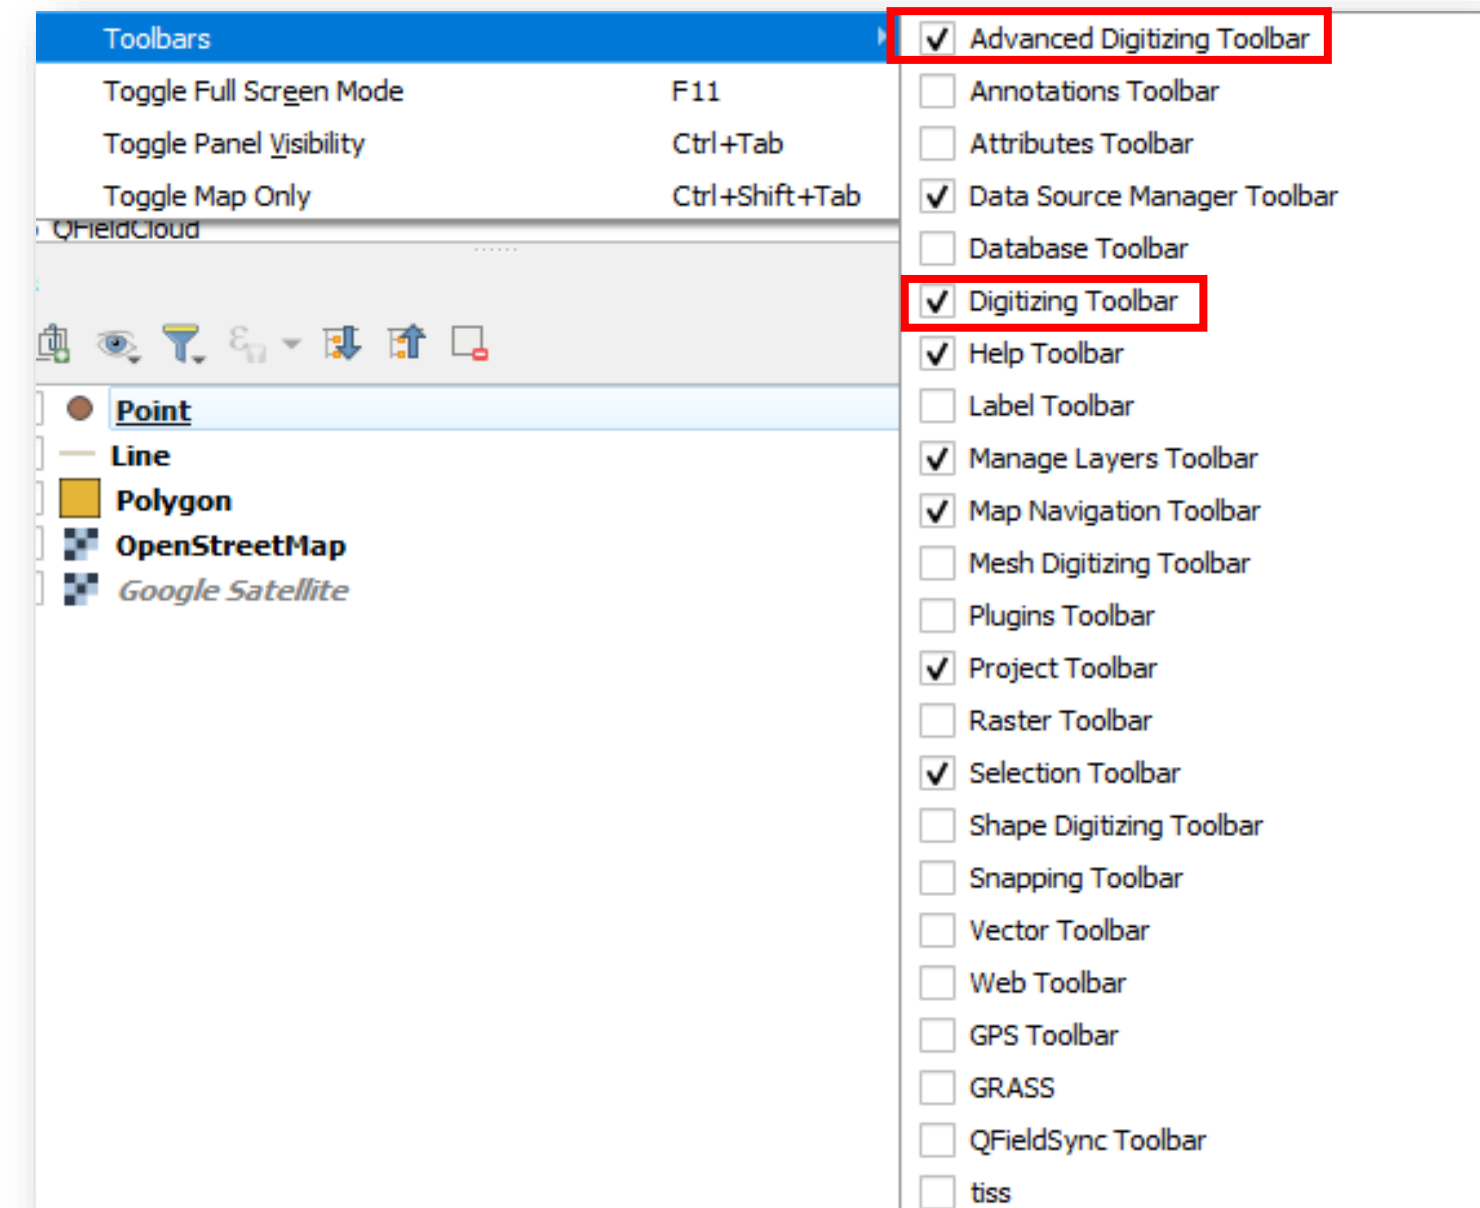 Toolbars
Toggle Full Screen Mode F11
Toggle Panel Visibility Ctrl+Tab
Toggle Map Only Ctrl+Shift+Tab
QFieldCloud
Point
Line
Polygon
OpenStreetMap
Google Satellite
Advanced Digitizing Toolbar
Annotations Toolbar
Attributes Toolbar
Data Source Manager Toolbar
Database Toolbar
Digitizing Toolbar
Help Toolbar
Label Toolbar
Manage Layers Toolbar
Map Navigation Toolbar
Mesh Digitizing Toolbar
Plugins Toolbar
Project Toolbar
Raster Toolbar
Selection Toolbar
Shape Digitizing Toolbar
Snapping Toolbar
Vector Toolbar
Web Toolbar
GPS Toolbar
GRASS
QFieldSync Toolbar
tiss